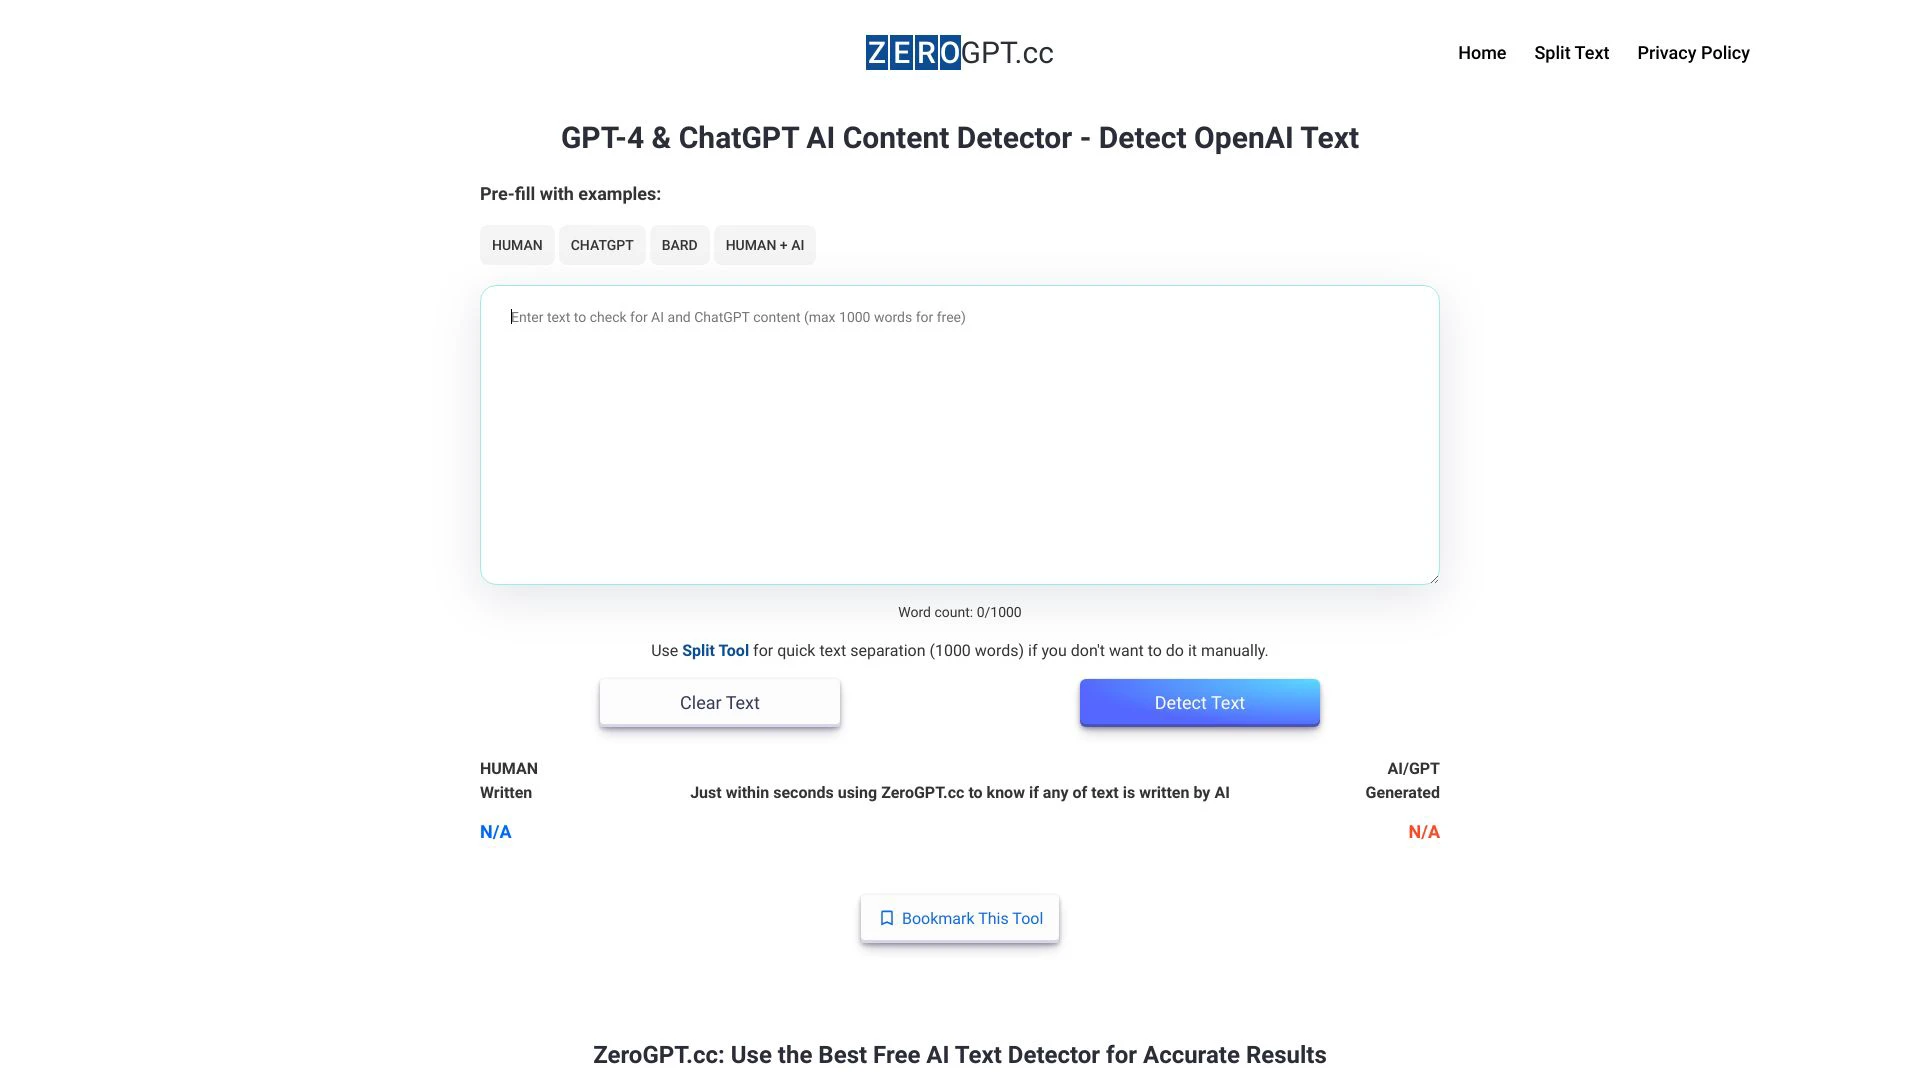 ZEROGPT.cc
Home Split Text Privacy Policy
GPT-4 & ChatGPT AI Content Detector - Detect OpenAI Text
Pre-fill with examples:
HUMAN CHATGPT BARD HUMAN + AI
Enter text to check for AI and ChatGPT content (max 1000 words for free)
Word count: 0/1000
Use Split Tool for quick text separation (1000 words) if you don't want to do it manually.
Clear Text Detect Text
HUMAN AI/GPT
Written Just within seconds using ZeroGPT.cc to know if any of text is written by AI Generated
N/A N/A
Bookmark This Tool
ZeroGPT.cc: Use the Best Free AI Text Detector for Accurate Results